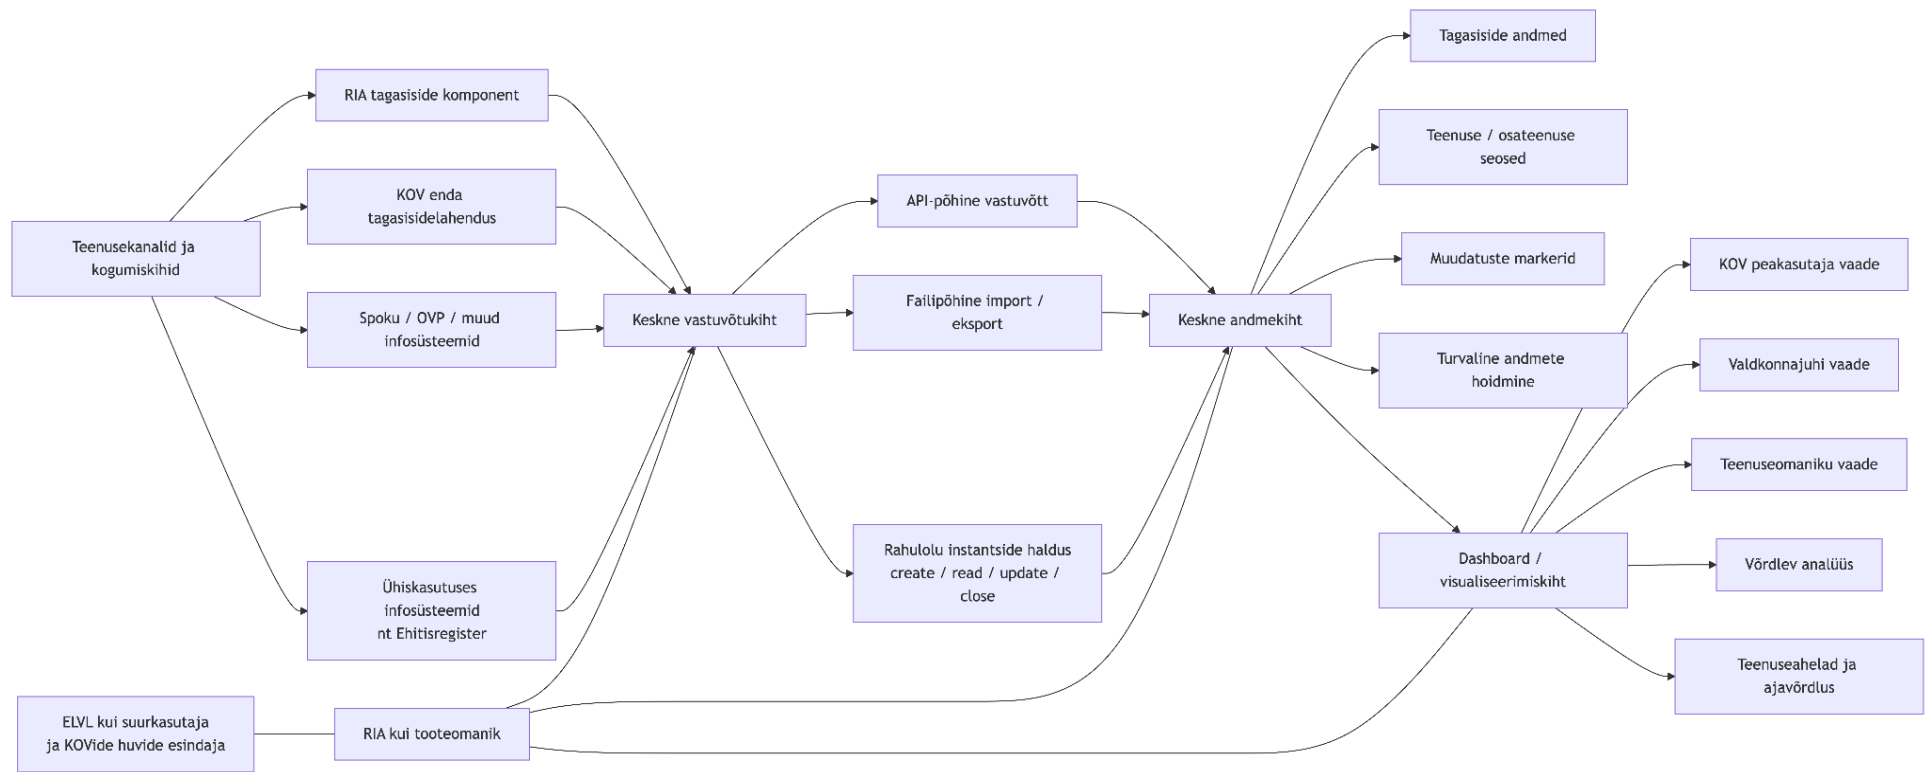 Teenusekanalid ja
kogumiskihid
RIA tagasiside komponent
KOV enda
tagasisidelahendus
Spoku / OVP / muud
infosüsteemid
Ühiskasutuses
infosüsteemid
nt Ehitisregister
ELVL kui suurkasutaja
ja KOVide huvide esindaja
RIA kui tooteomanik
Keskne vastuvõtukiht
API-põhine vastuvõtt
Failipõhine import /
eksport
Rahulolu instantside haldus
create / read / update /
close
Keskne andmekiht
Tagasiside andmed
Teenuse / osateenuse
seosed
Muudatuste markerid
Turvaline andmete
hoidmine
Dashboard /
visualiseerimiskiht
KOV peakasutaja vaade
Valdkonnajuhi vaade
Teenuseomaniku vaade
Võrdlev analüüs
Teenuseahelad ja
ajavõrdlus